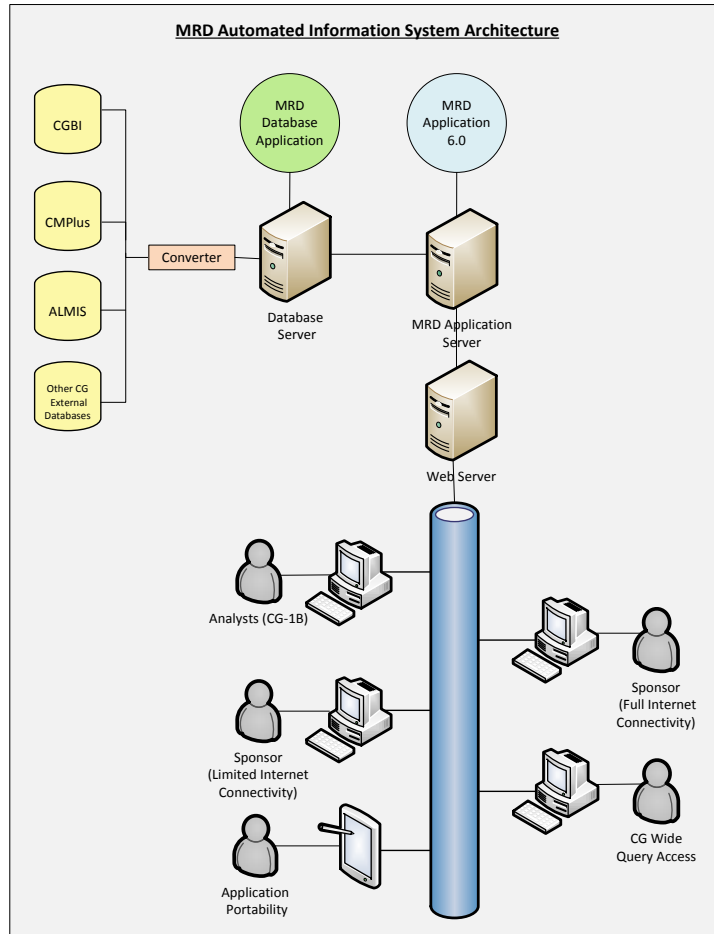 MRD Automated Information System Architecture
CGBI
CMPlus
ALMIS
Other CG
External
Databases
Converter
MRD
Database
Application
MRD
Application
6.0
Database
Server
MRD Application
Server
Web Server
Analysts (CG-1B)
Sponsor
(Full Internet
Connectivity)
Sponsor
(Limited Internet
Connectivity)
CG Wide
Query Access
Application
Portability